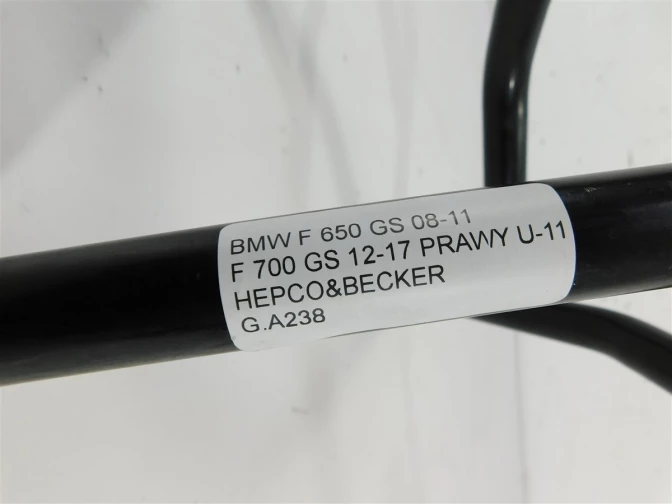 BMW F 650 GS 08-11
F 700 GS 12-17 PRAWY U-11
HEPCO&BECKER
G.A238